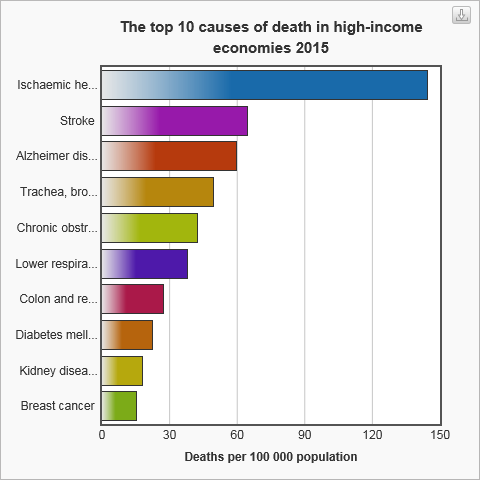 The top 10 causes of death in high-income
economies 2015
Ischaemic he...
Stroke
Alzheimer dis...
Trachea, bro...
Chronic obstr...
Lower respira...
Colon and re...
Diabetes mell...
Kidney disea...
Breast cancer
0 30 60 90 120 150
Deaths per 100 000 population